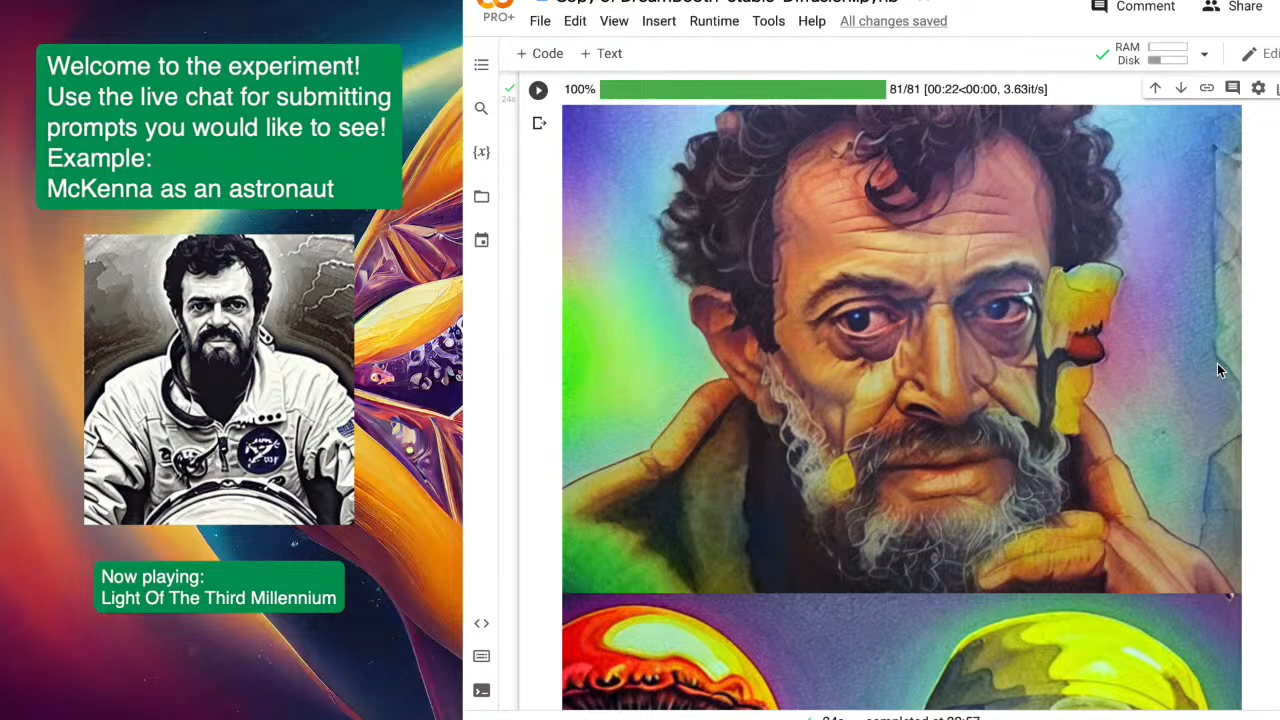 Welcome to the experiment!
Use the live chat for submitting
prompts you would like to see!
Example:
McKenna as an astronaut
Now playing:
Light Of The Third Millennium
PRO+
File Edit View Insert Runtime Tools Help All changes saved
Comment Share
+ Code + Text
RAM
Disk
Edi
24s
100% 81/81 [00:22<00:00, 3.63it/s]
{x}